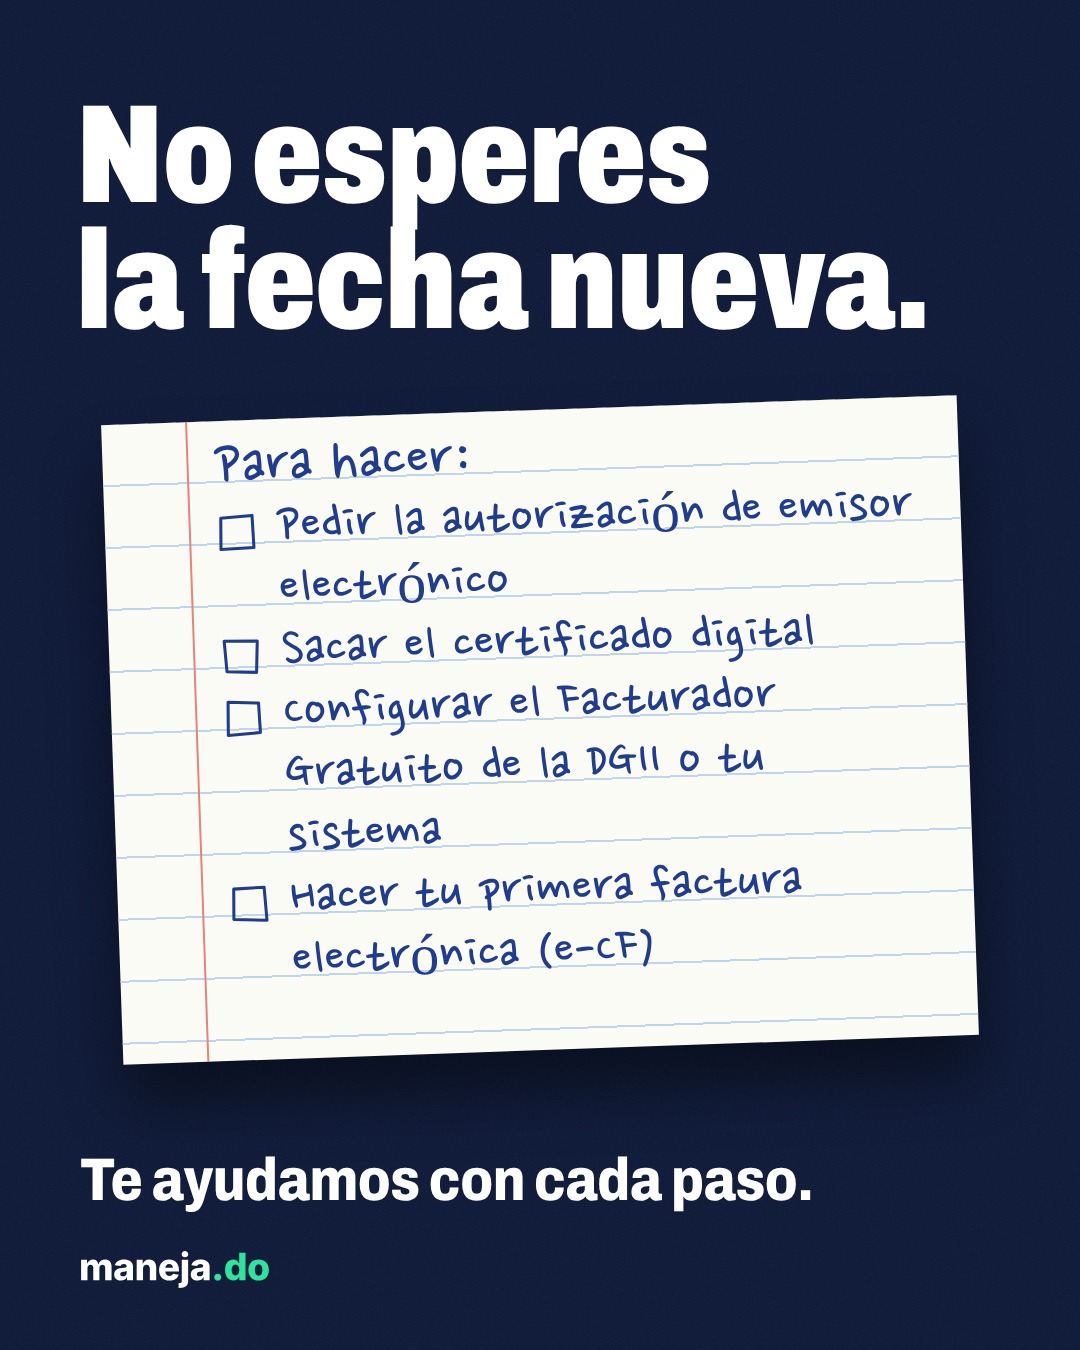 No esperes
la fecha nueva.
Para hacer:
Pedir la autorización de emisor
electrónico
Sacar el certificado digital
configurar el Facturador
Gratuito de la DGII o tu
sistema
Hacer tu primera factura
electrónica (e-CF)
Te ayudamos con cada paso.
maneja.do